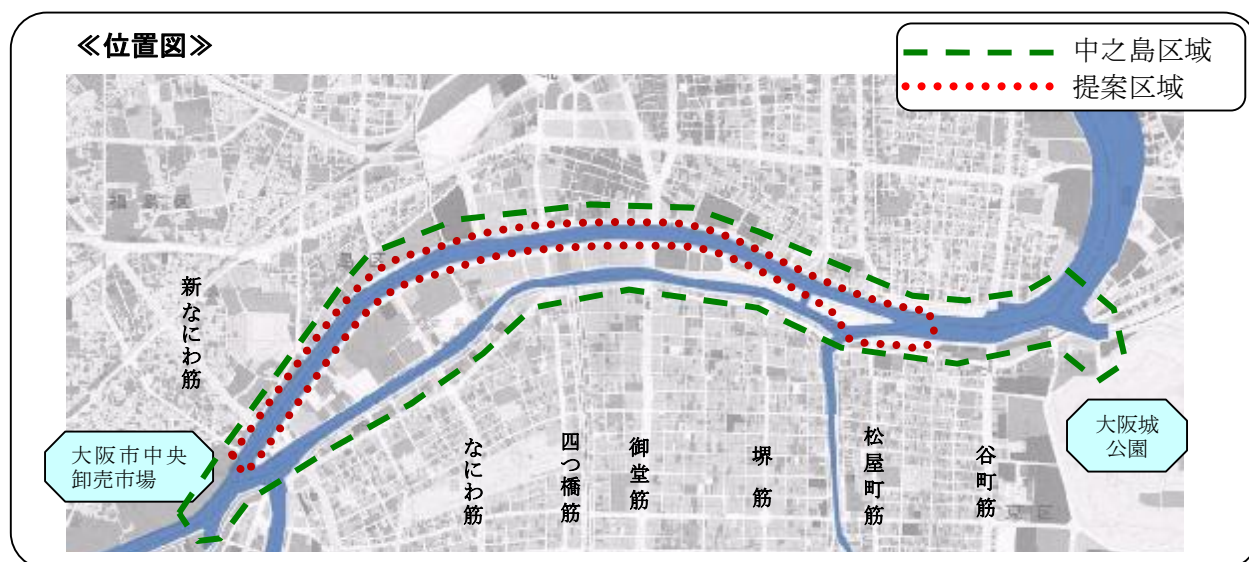 ≪位置図≫
中之島区域
提案区域
新なにわ筋
大阪市中央
卸売市場
なにわ筋
四つ橋筋
御堂筋
堺筋
松屋町筋
谷町筋
大阪城
公園